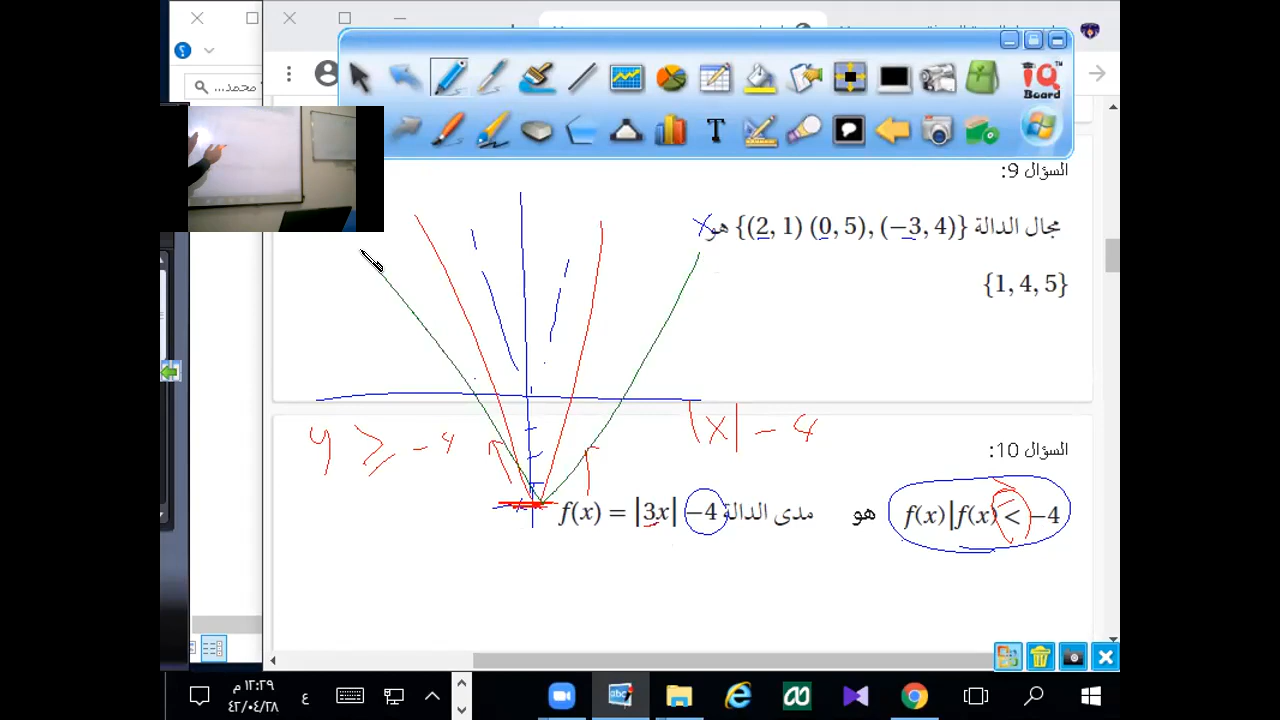 محمد...
iQ Board
السؤال 9:
مجال الدالة {(2, 1) (0, 5), (−3, 4)} هو
{1, 4, 5}
|x| − 4
y ≥ −4
السؤال 10:
f(x)|f(x) < −4 هو مدى الدالة f(x) = |3x| −4
١٢:٢٩ م
ع
٤٢/٠٤/٢٨